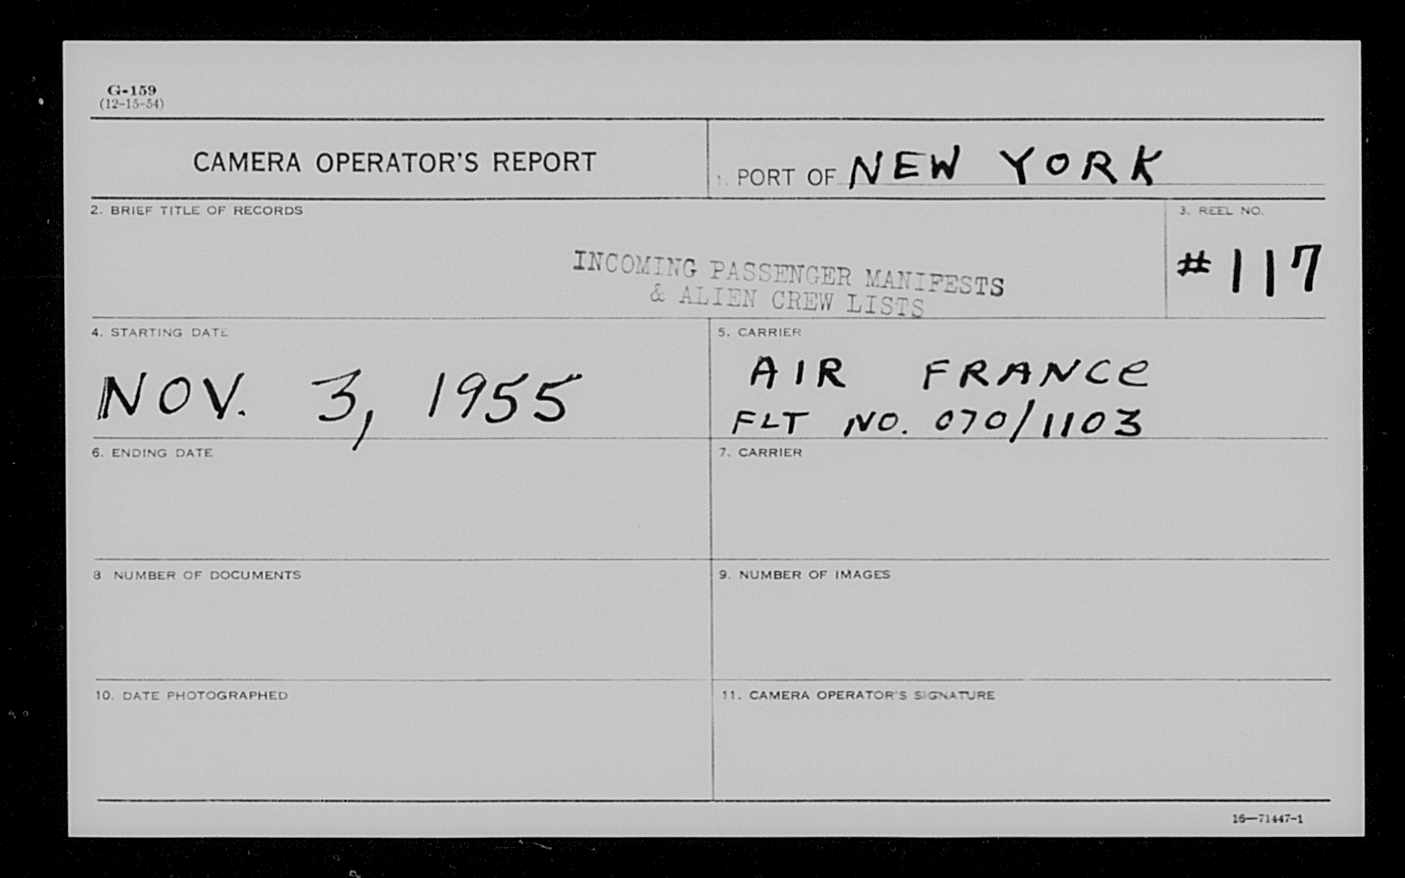 G-159
(12-15-54)
CAMERA OPERATOR'S REPORT
1. PORT OF NEW YORK
2. BRIEF TITLE OF RECORDS
INCOMING PASSENGER MANIFESTS
& ALIEN CREW LISTS
3. REEL NO.
#117
4. STARTING DATE
NOV. 3, 1955
5. CARRIER
AIR FRANCE
FLT NO. 070/1103
6. ENDING DATE
7. CARRIER
8 NUMBER OF DOCUMENTS
9. NUMBER OF IMAGES
10. DATE PHOTOGRAPHED
11. CAMERA OPERATOR'S SIGNATURE
16—71447-1